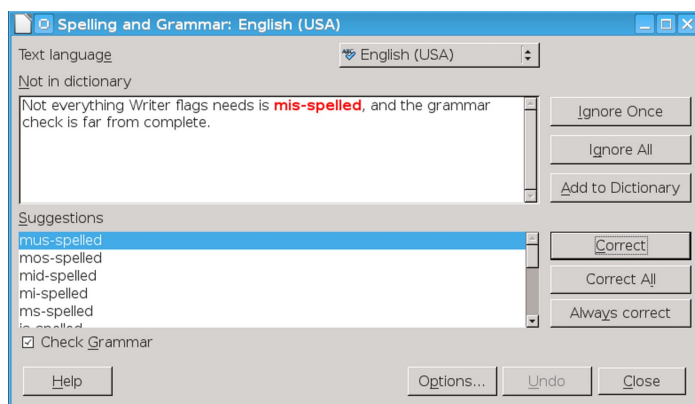 Spelling and Grammar: English (USA)
Text language
English (USA)
Not in dictionary
Not everything Writer flags needs is mis-spelled, and the grammar
check is far from complete.
Ignore Once
Ignore All
Add to Dictionary
Suggestions
mus-spelled
mos-spelled
mid-spelled
mi-spelled
ms-spelled
Correct
Correct All
Always correct
Check Grammar
Help
Options...
Undo
Close